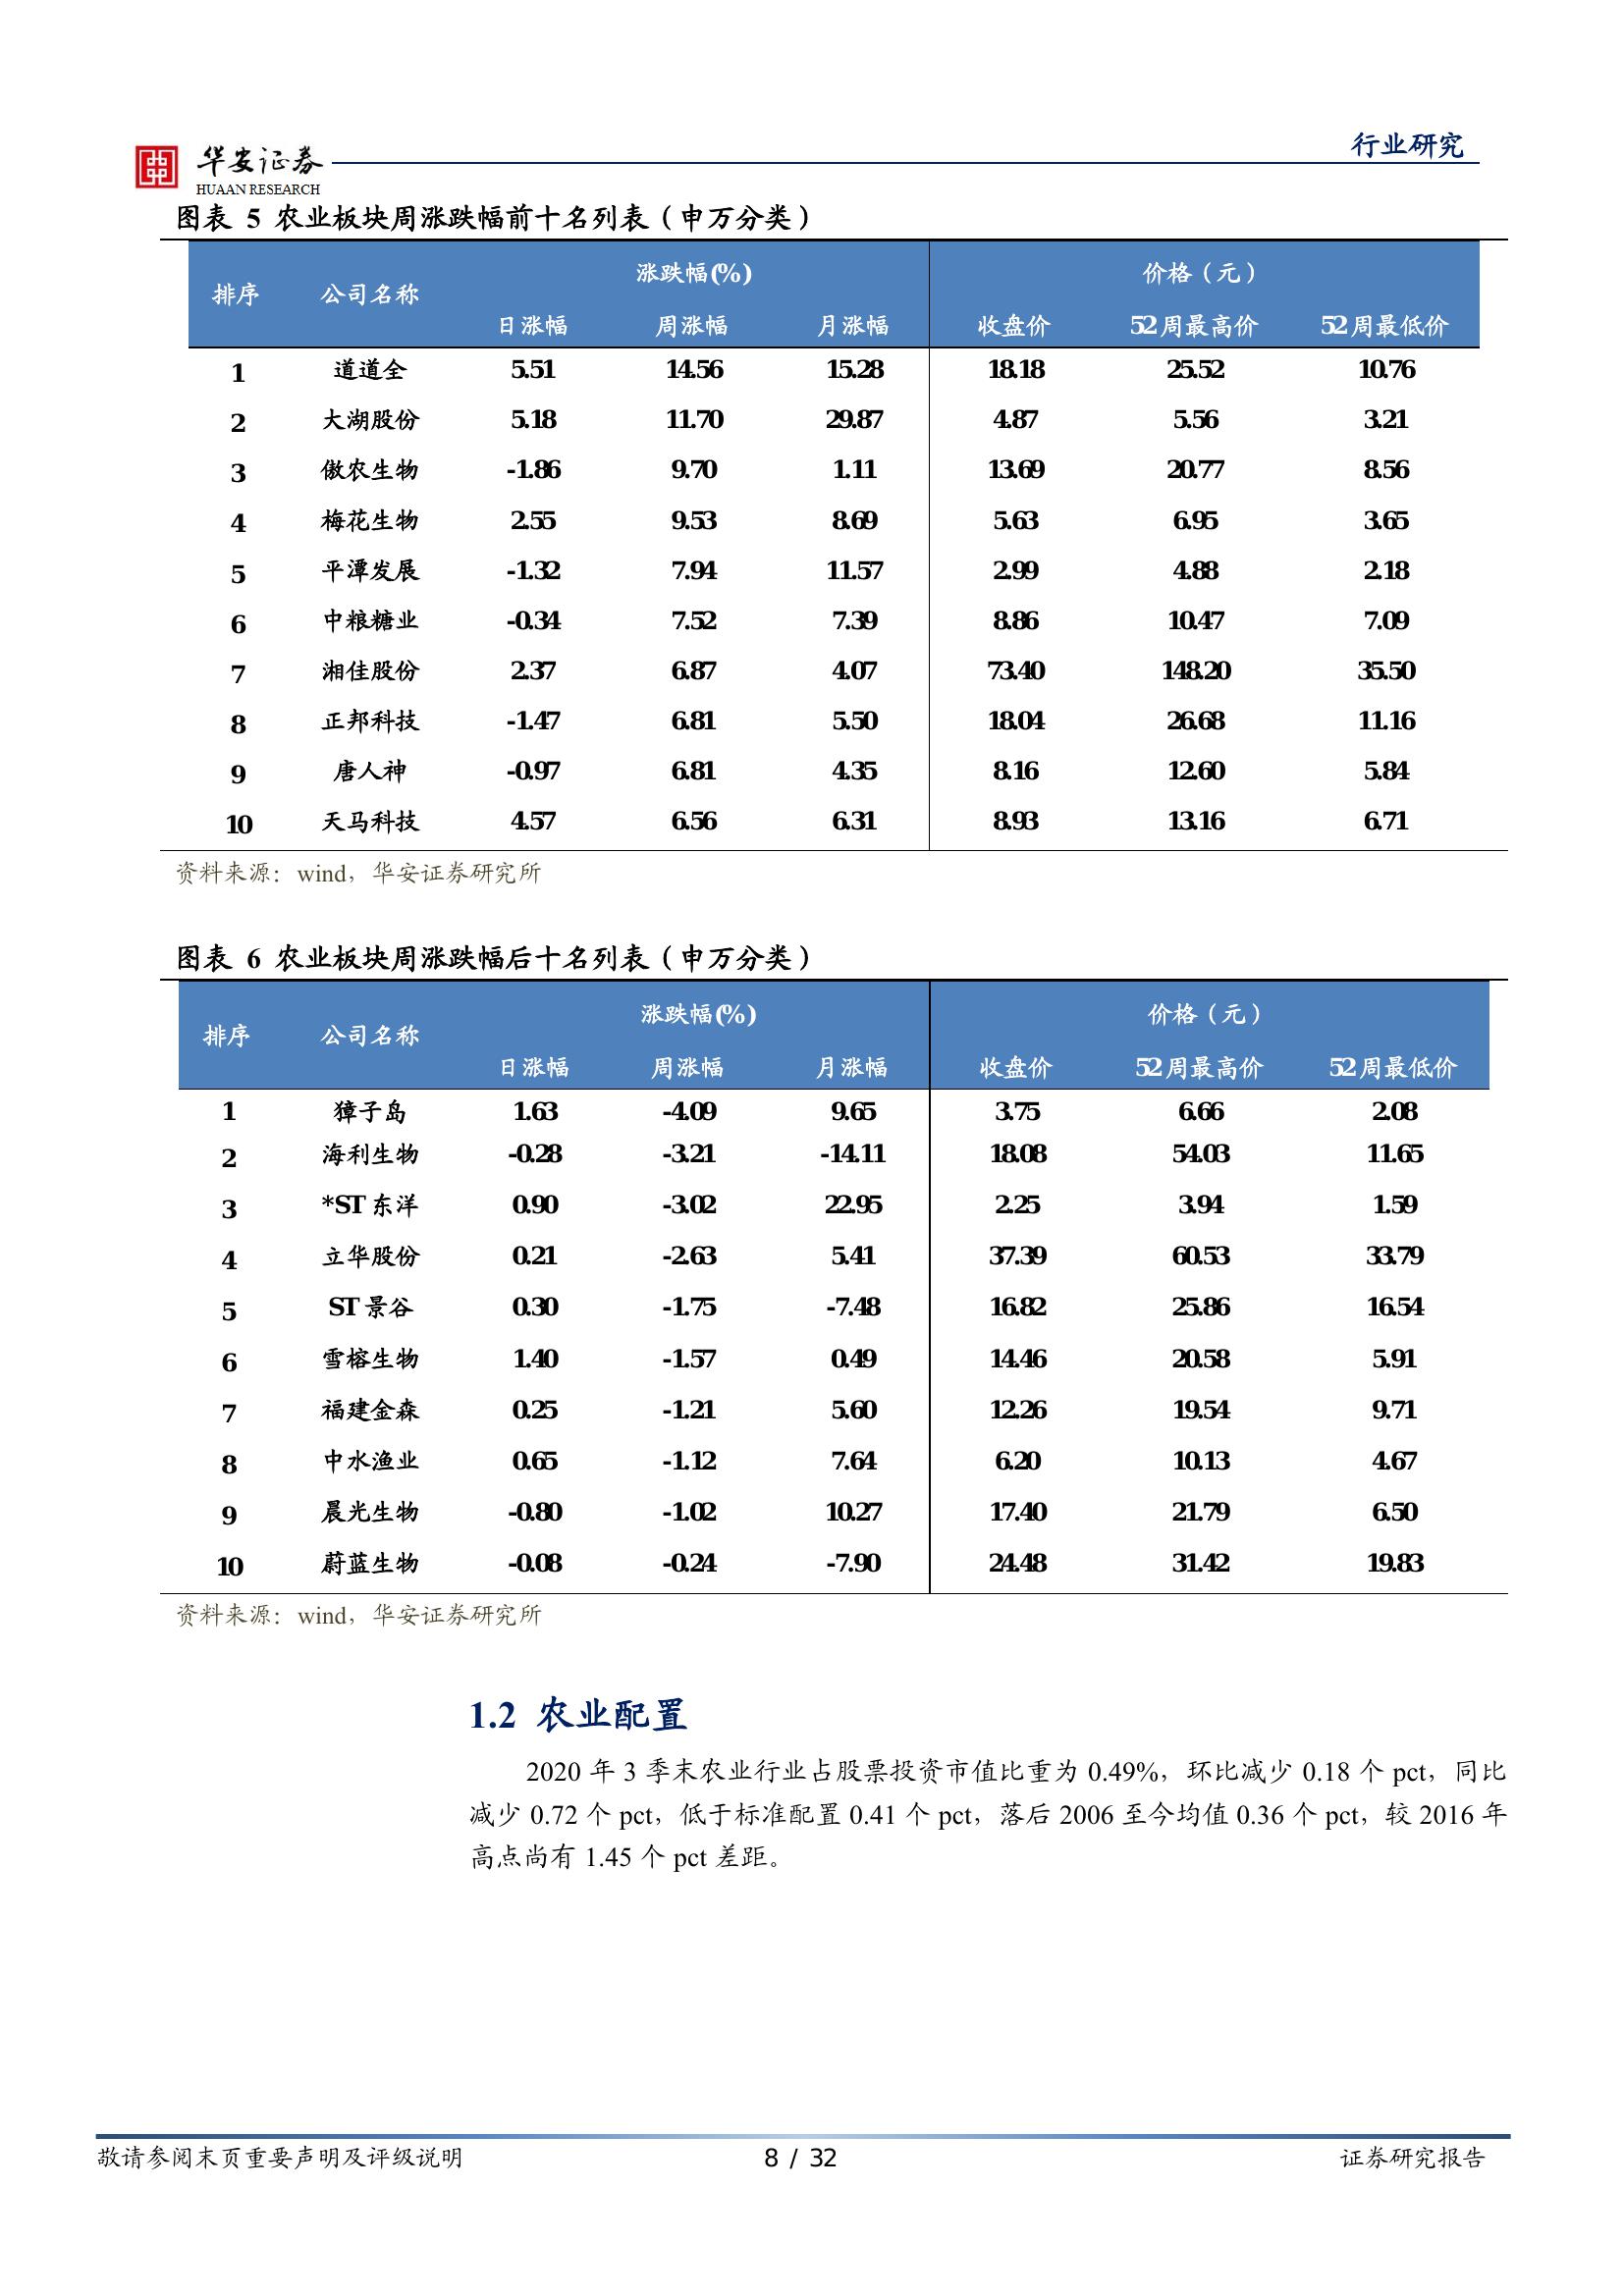 行业研究
华安证券
HUAAN RESEARCH
图表 5 农业板块周涨跌幅前十名列表（申万分类）
排序 公司名称 涨跌幅(%) 价格（元）
日涨幅 周涨幅 月涨幅 收盘价 52周最高价 52周最低价
1 道道全 5.51 14.56 15.28 18.18 25.52 10.76
2 大湖股份 5.18 11.70 29.87 4.87 5.56 3.21
3 傲农生物 -1.86 9.70 1.11 13.69 20.77 8.56
4 梅花生物 2.55 9.53 8.69 5.63 6.95 3.65
5 平潭发展 -1.32 7.94 11.57 2.99 4.88 2.18
6 中粮糖业 -0.34 7.52 7.39 8.86 10.47 7.09
7 湘佳股份 2.37 6.87 4.07 73.40 148.20 35.50
8 正邦科技 -1.47 6.81 5.50 18.04 26.68 11.16
9 唐人神 -0.97 6.81 4.35 8.16 12.60 5.84
10 天马科技 4.57 6.56 6.31 8.93 13.16 6.71
资料来源：wind，华安证券研究所
图表 6 农业板块周涨跌幅后十名列表（申万分类）
排序 公司名称 涨跌幅(%) 价格（元）
日涨幅 周涨幅 月涨幅 收盘价 52周最高价 52周最低价
1 獐子岛 1.63 -4.09 9.65 3.75 6.66 2.08
2 海利生物 -0.28 -3.21 -14.11 18.08 54.03 11.65
3 *ST东洋 0.90 -3.02 22.95 2.25 3.94 1.59
4 立华股份 0.21 -2.63 5.41 37.39 60.53 33.79
5 ST景谷 0.30 -1.75 -7.48 16.82 25.86 16.54
6 雪榕生物 1.40 -1.57 0.49 14.46 20.58 5.91
7 福建金森 0.25 -1.21 5.60 12.26 19.54 9.71
8 中水渔业 0.65 -1.12 7.64 6.20 10.13 4.67
9 晨光生物 -0.80 -1.02 10.27 17.40 21.79 6.50
10 蔚蓝生物 -0.08 -0.24 -7.90 24.48 31.42 19.83
资料来源：wind，华安证券研究所
1.2 农业配置
2020 年 3 季末农业行业占股票投资市值比重为 0.49%，环比减少 0.18 个 pct，同比
减少 0.72 个 pct，低于标准配置 0.41 个 pct，落后 2006 至今均值 0.36 个 pct，较 2016 年
高点尚有 1.45 个 pct 差距。
敬请参阅末页重要声明及评级说明 8 / 32 证券研究报告